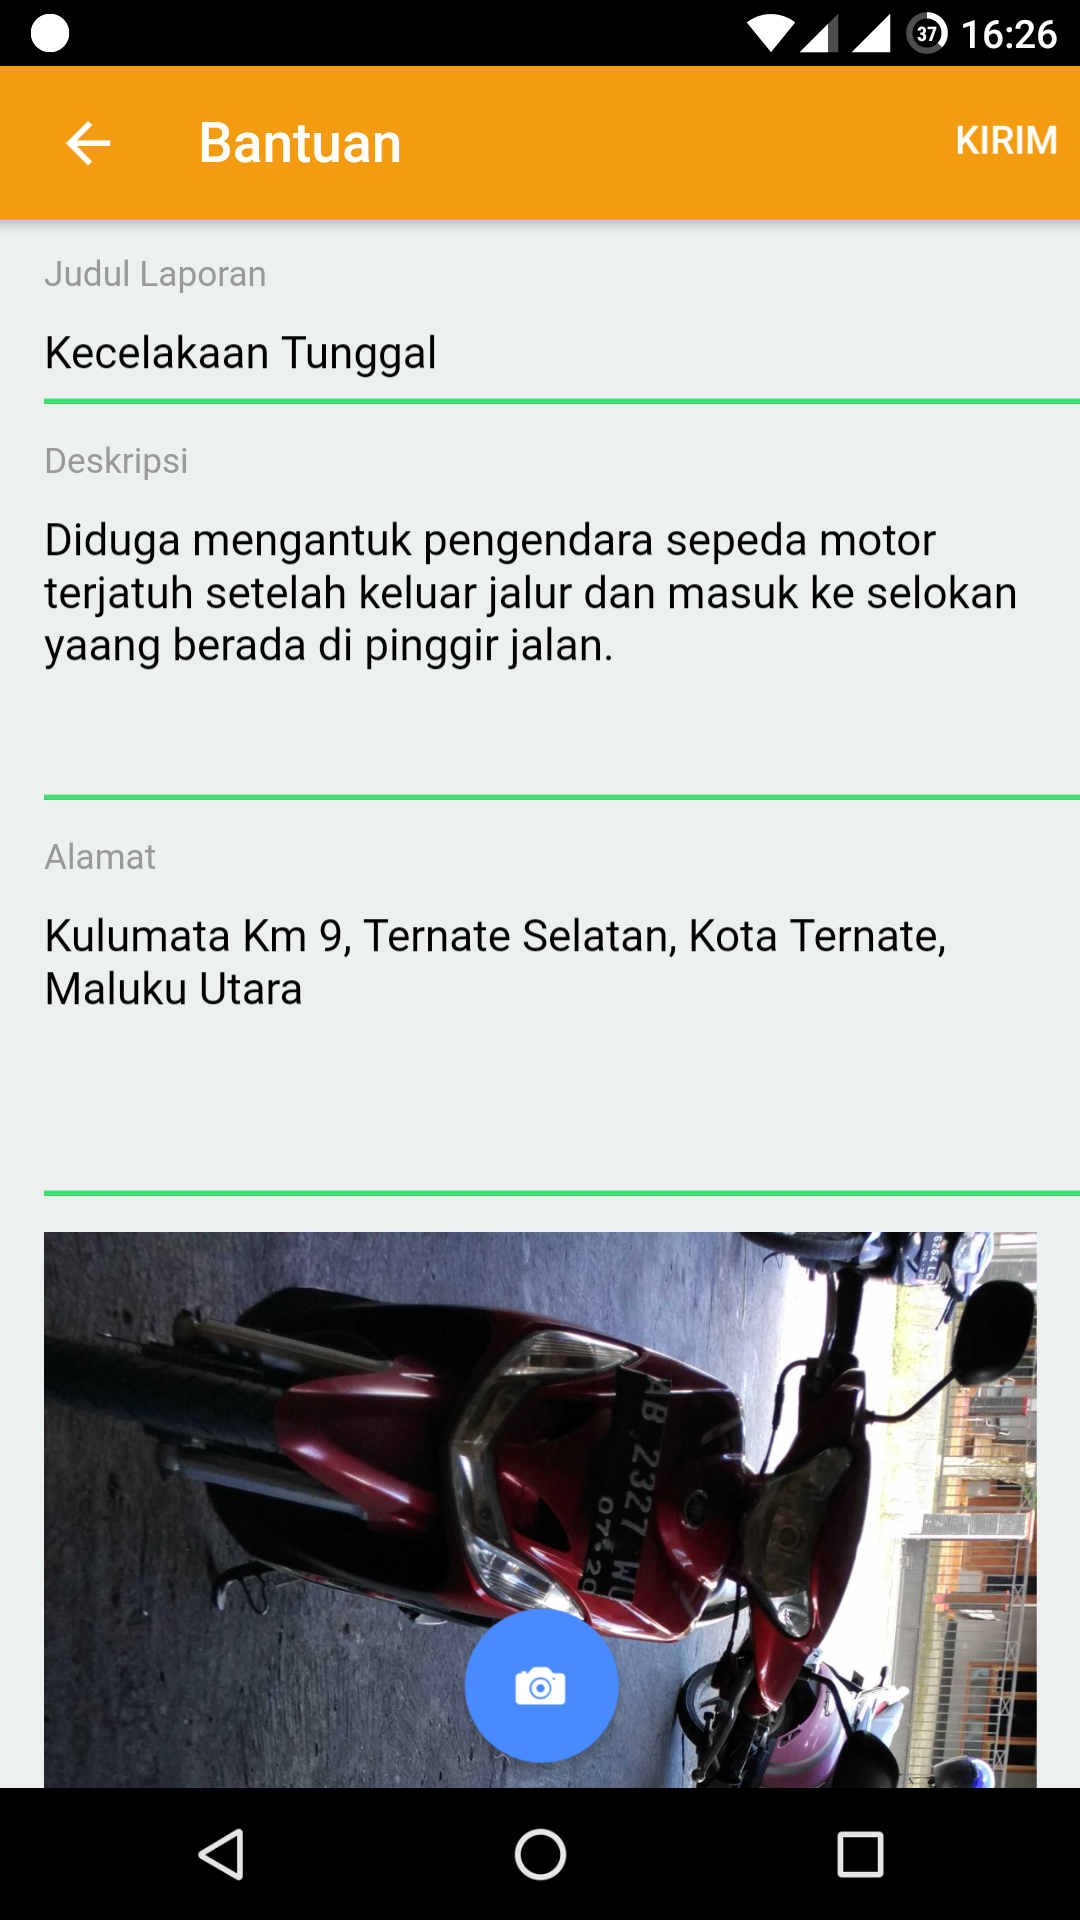 37 16:26
Bantuan
KIRIM
Judul Laporan
Kecelakaan Tunggal
Deskripsi
Diduga mengantuk pengendara sepeda motor
terjatuh setelah keluar jalur dan masuk ke selokan
yaang berada di pinggir jalan.
Alamat
Kulumata Km 9, Ternate Selatan, Kota Ternate,
Maluku Utara
AB 2327 WU
07.20